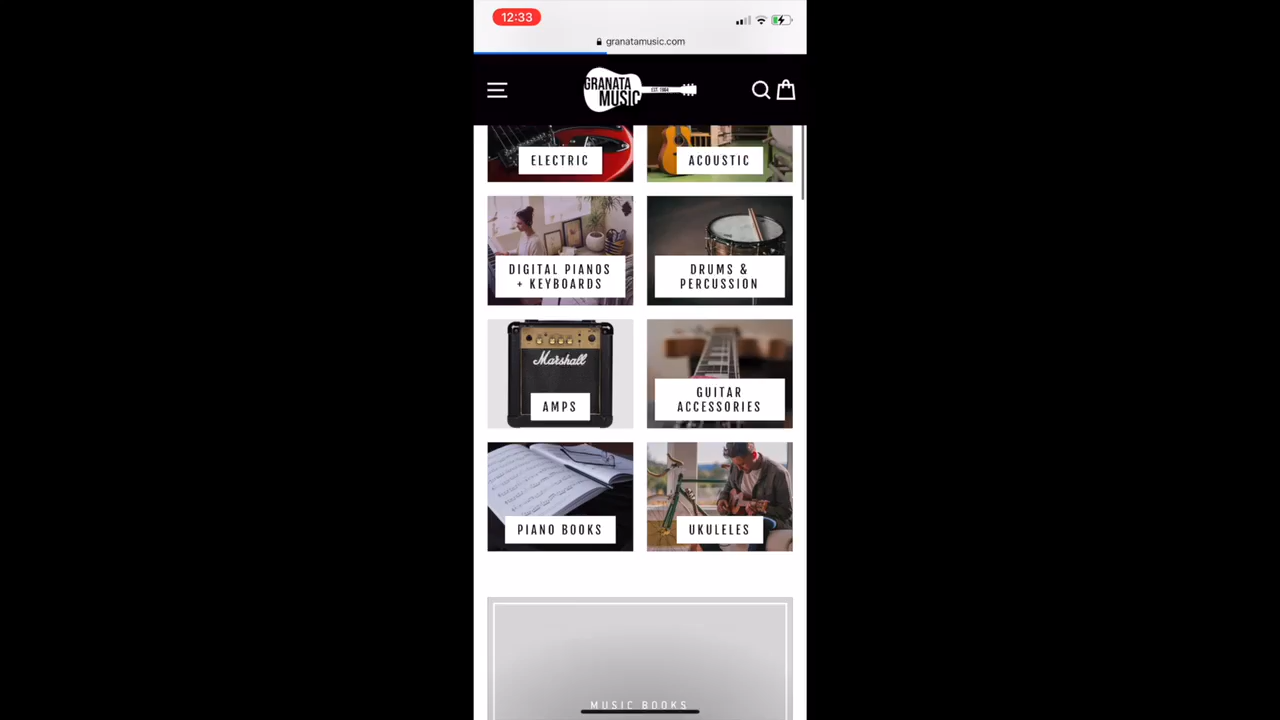 12:33
granatamusic.com
GRANATA
MUSIC
EST. 1964
ELECTRIC
ACOUSTIC
DIGITAL PIANOS
+ KEYBOARDS
DRUMS &
PERCUSSION
Marshall
AMPS
GUITAR
ACCESSORIES
PIANO BOOKS
UKULELES
MUSIC BOOKS